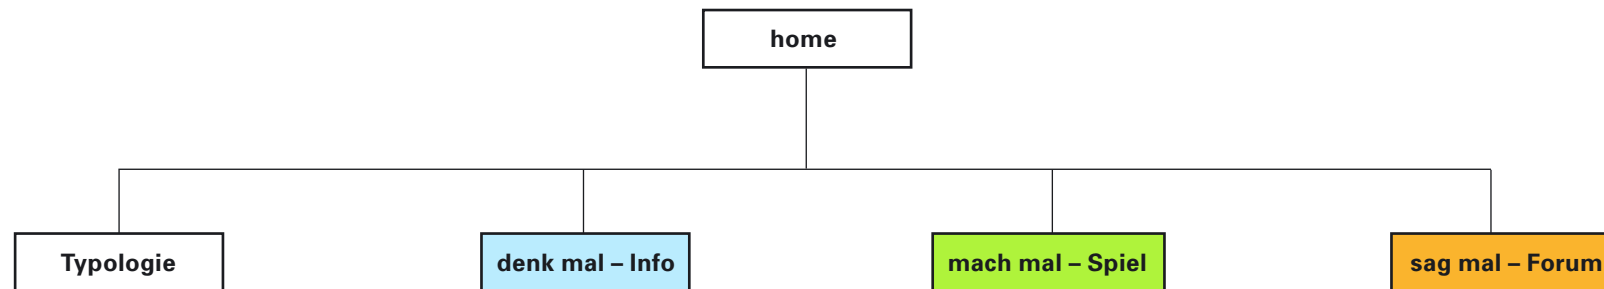 home
Typologie
denk mal – Info
mach mal – Spiel
sag mal – Forum